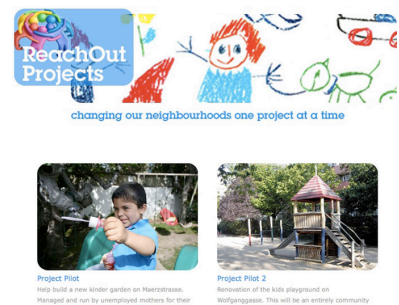 ReachOut
Projects
changing our neighbourhoods one project at a time
Project Pilot
Help build a new kinder garden on Maerzstrasse.
Managed and run by unemployed mothers for their
Project Pilot 2
Renovation of the kids playground on
Wolfganggasse. This will be an entirely community